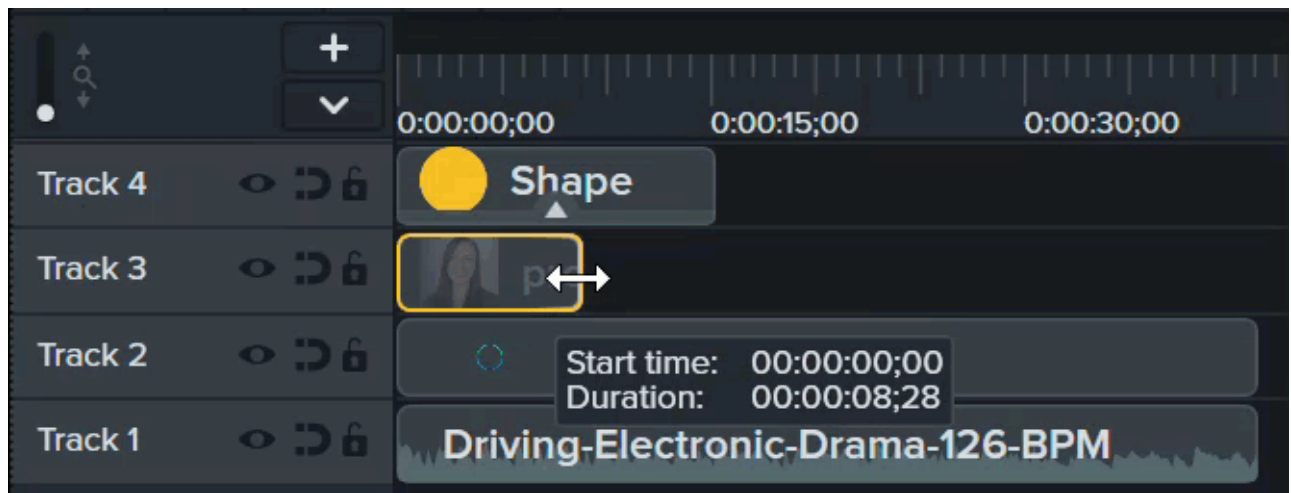 0:00:00;00 0:00:15;00 0:00:30;00
Track 4 Shape
Track 3
Track 2
Start time: 00:00:00;00
Duration: 00:00:08;28
Track 1 Driving-Electronic-Drama-126-BPM